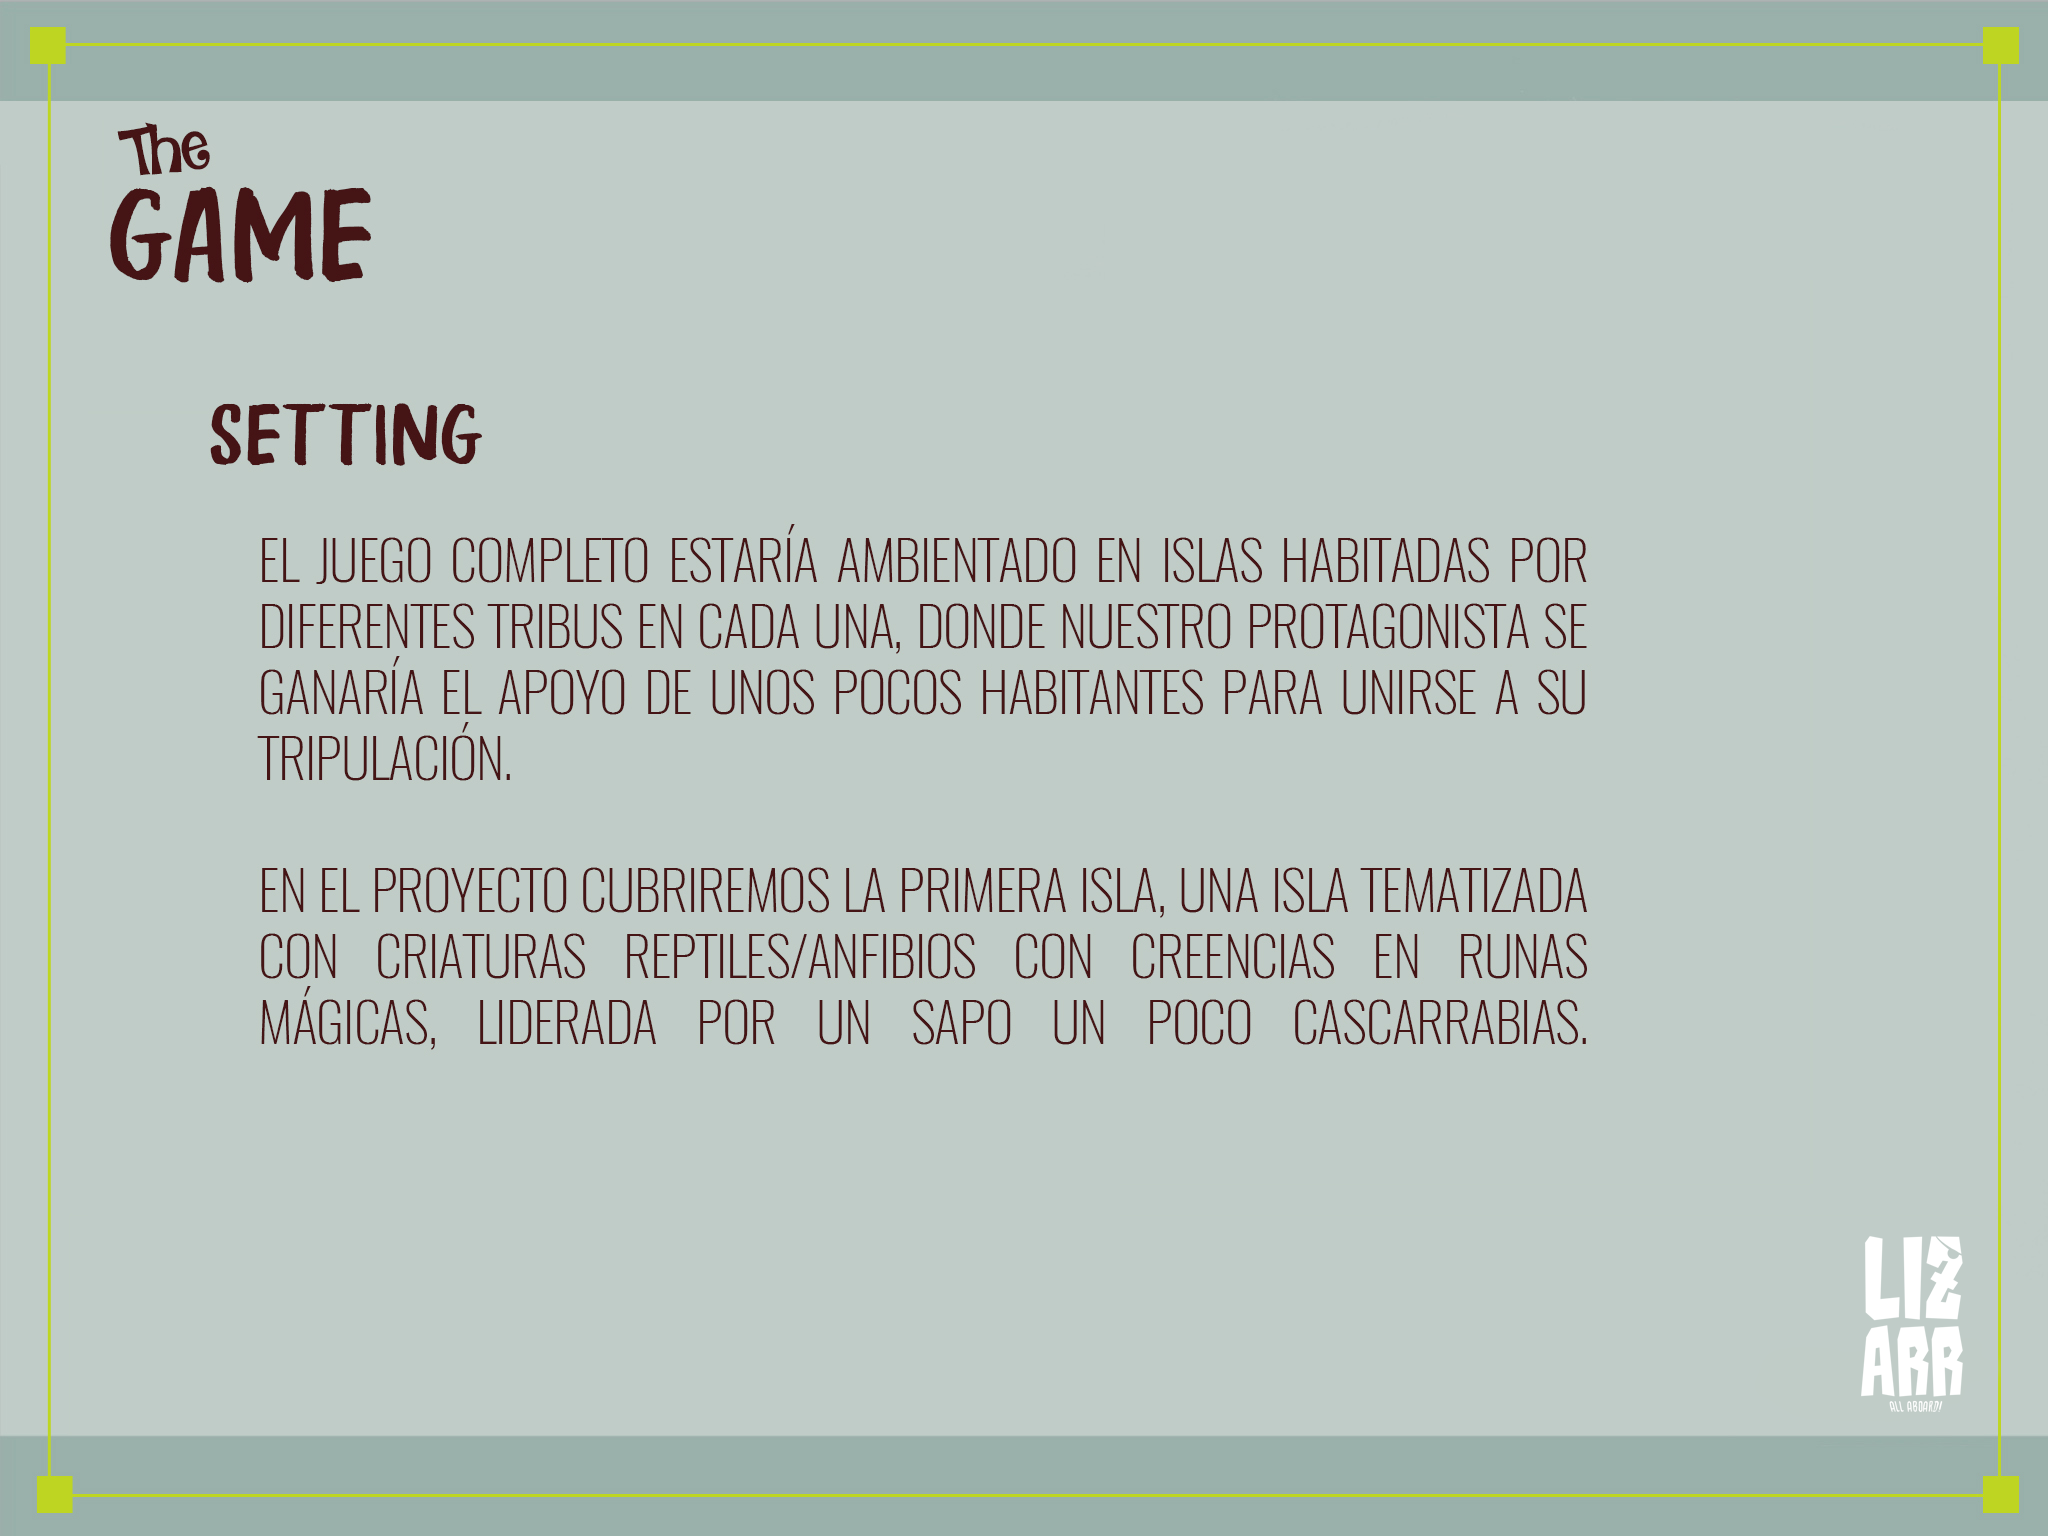 The
GAME
SETTING
EL JUEGO COMPLETO ESTARÍA AMBIENTADO EN ISLAS HABITADAS POR
DIFERENTES TRIBUS EN CADA UNA, DONDE NUESTRO PROTAGONISTA SE
GANARÍA EL APOYO DE UNOS POCOS HABITANTES PARA UNIRSE A SU
TRIPULACIÓN.
EN EL PROYECTO CUBRIREMOS LA PRIMERA ISLA, UNA ISLA TEMATIZADA
CON CRIATURAS REPTILES/ANFIBIOS CON CREENCIAS EN RUNAS
MÁGICAS, LIDERADA POR UN SAPO UN POCO CASCARRABIAS.
LIZ
ARR
ALL ABOARD!